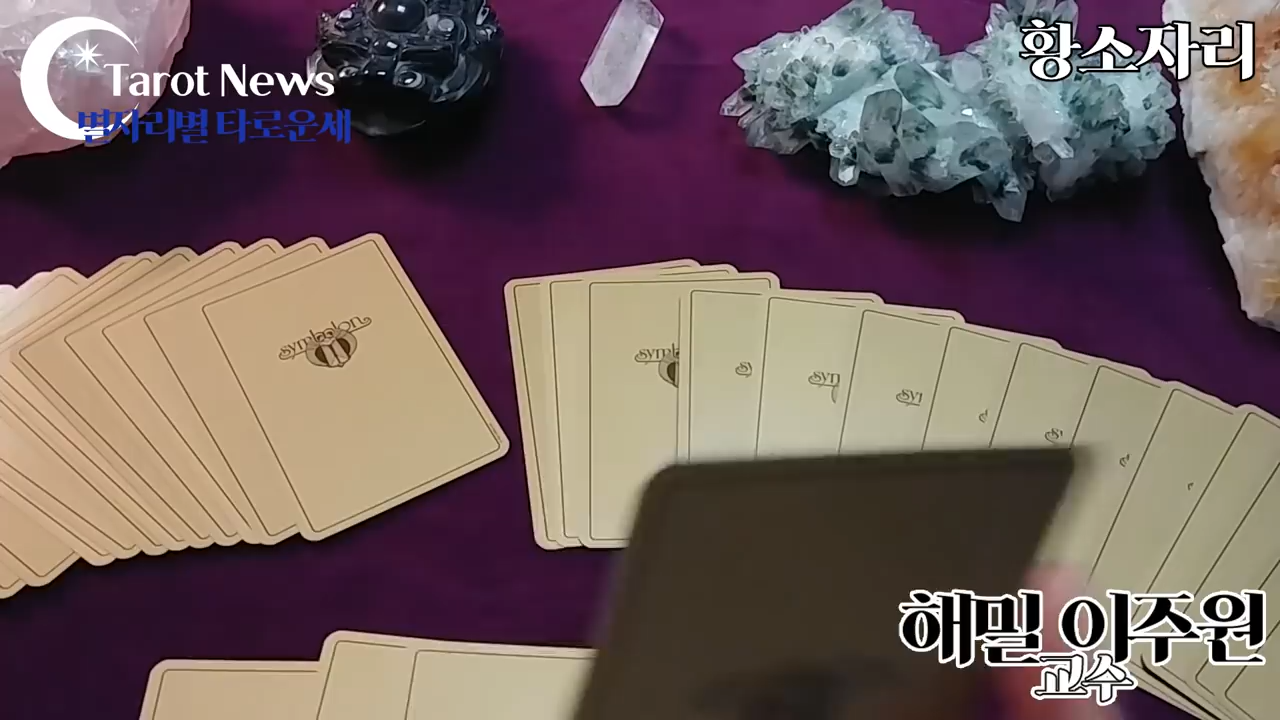 Tarot News
별자리별 타로운세
황소자리
symbolon
해밀 이주원
교수